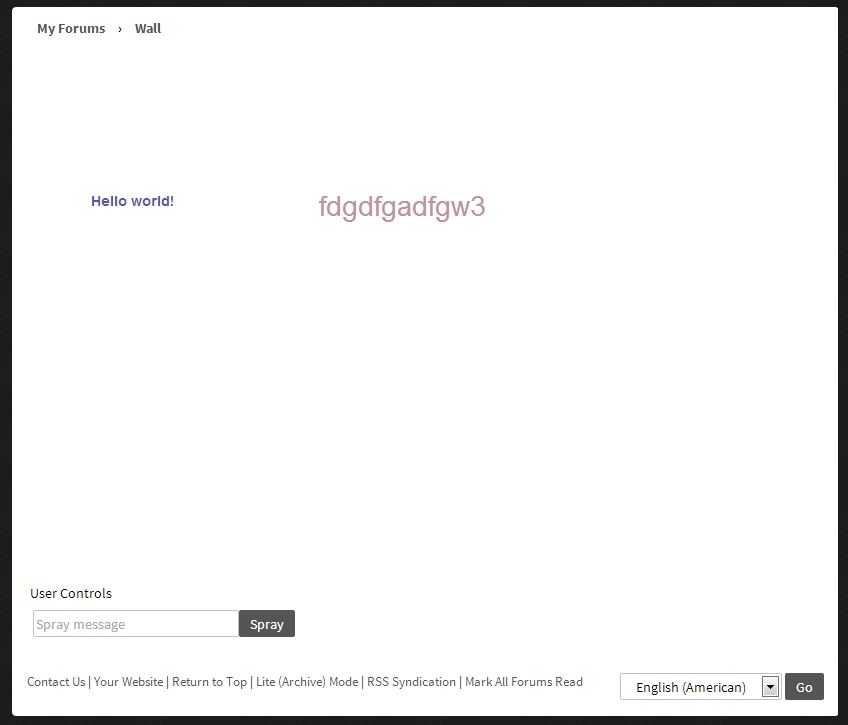 My Forums › Wall
Hello world! fdgdfgadfgw3
User Controls
Spray message Spray
Contact Us | Your Website | Return to Top | Lite (Archive) Mode | RSS Syndication | Mark All Forums Read English (American) Go